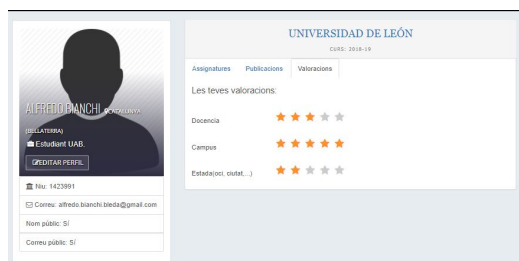 ALFREDO BIANCHI, CATALUNYA
(BELLATERRA)
Estudiant UAB.
EDITAR PERFIL
Niu: 1423991
Correu: alfredo.bianchi.bleda@gmail.com
Nom públic: Sí
Correu públic: Sí
UNIVERSIDAD DE LEÓN
CURS: 2018-19
Assignatures Publicacions Valoracions
Les teves valoracions:
Docencia
Campus
Estada(oci, ciutat,...)